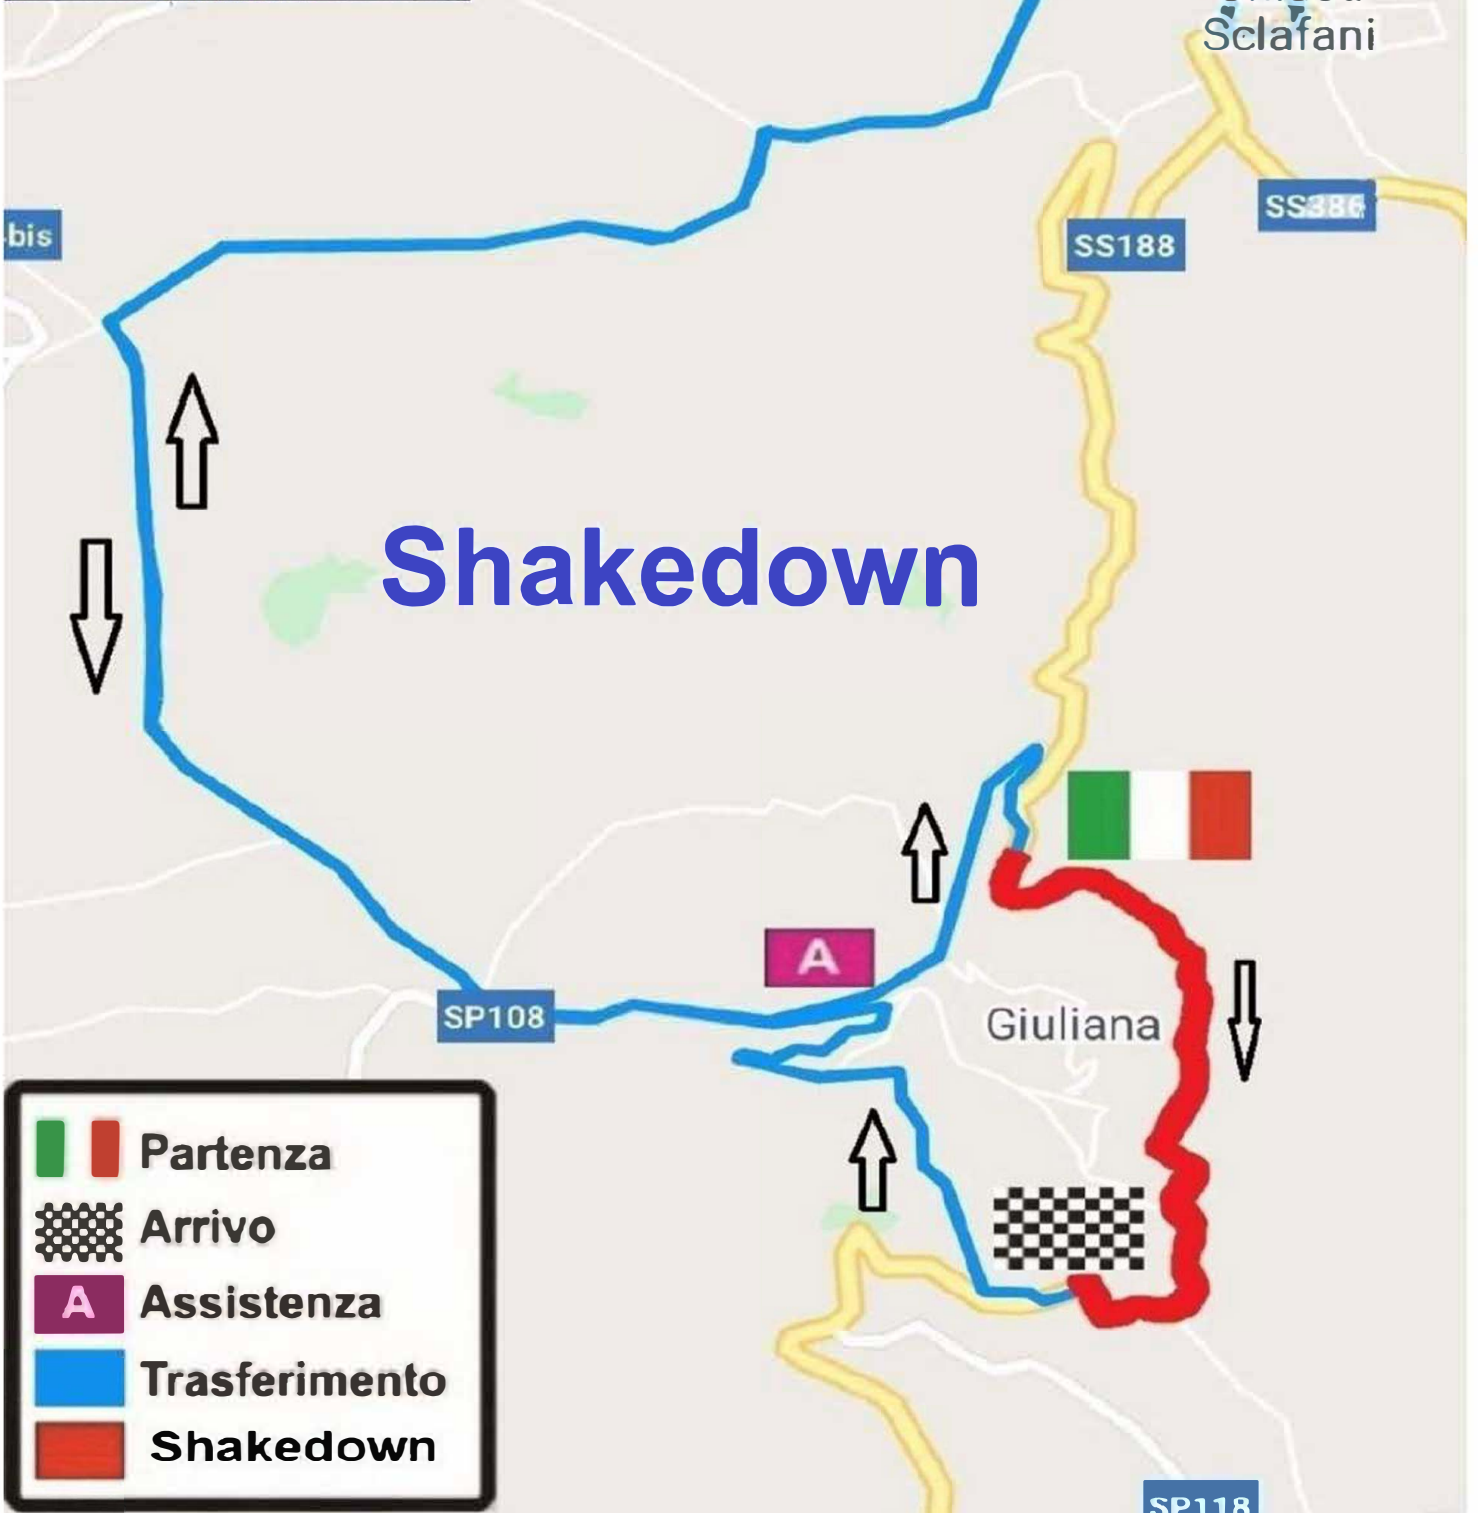 Sclafani
SS386
bis
SS188
Shakedown
A
SP108
Giuliana
Partenza
Arrivo
A Assistenza
Trasferimento
Shakedown
SP118